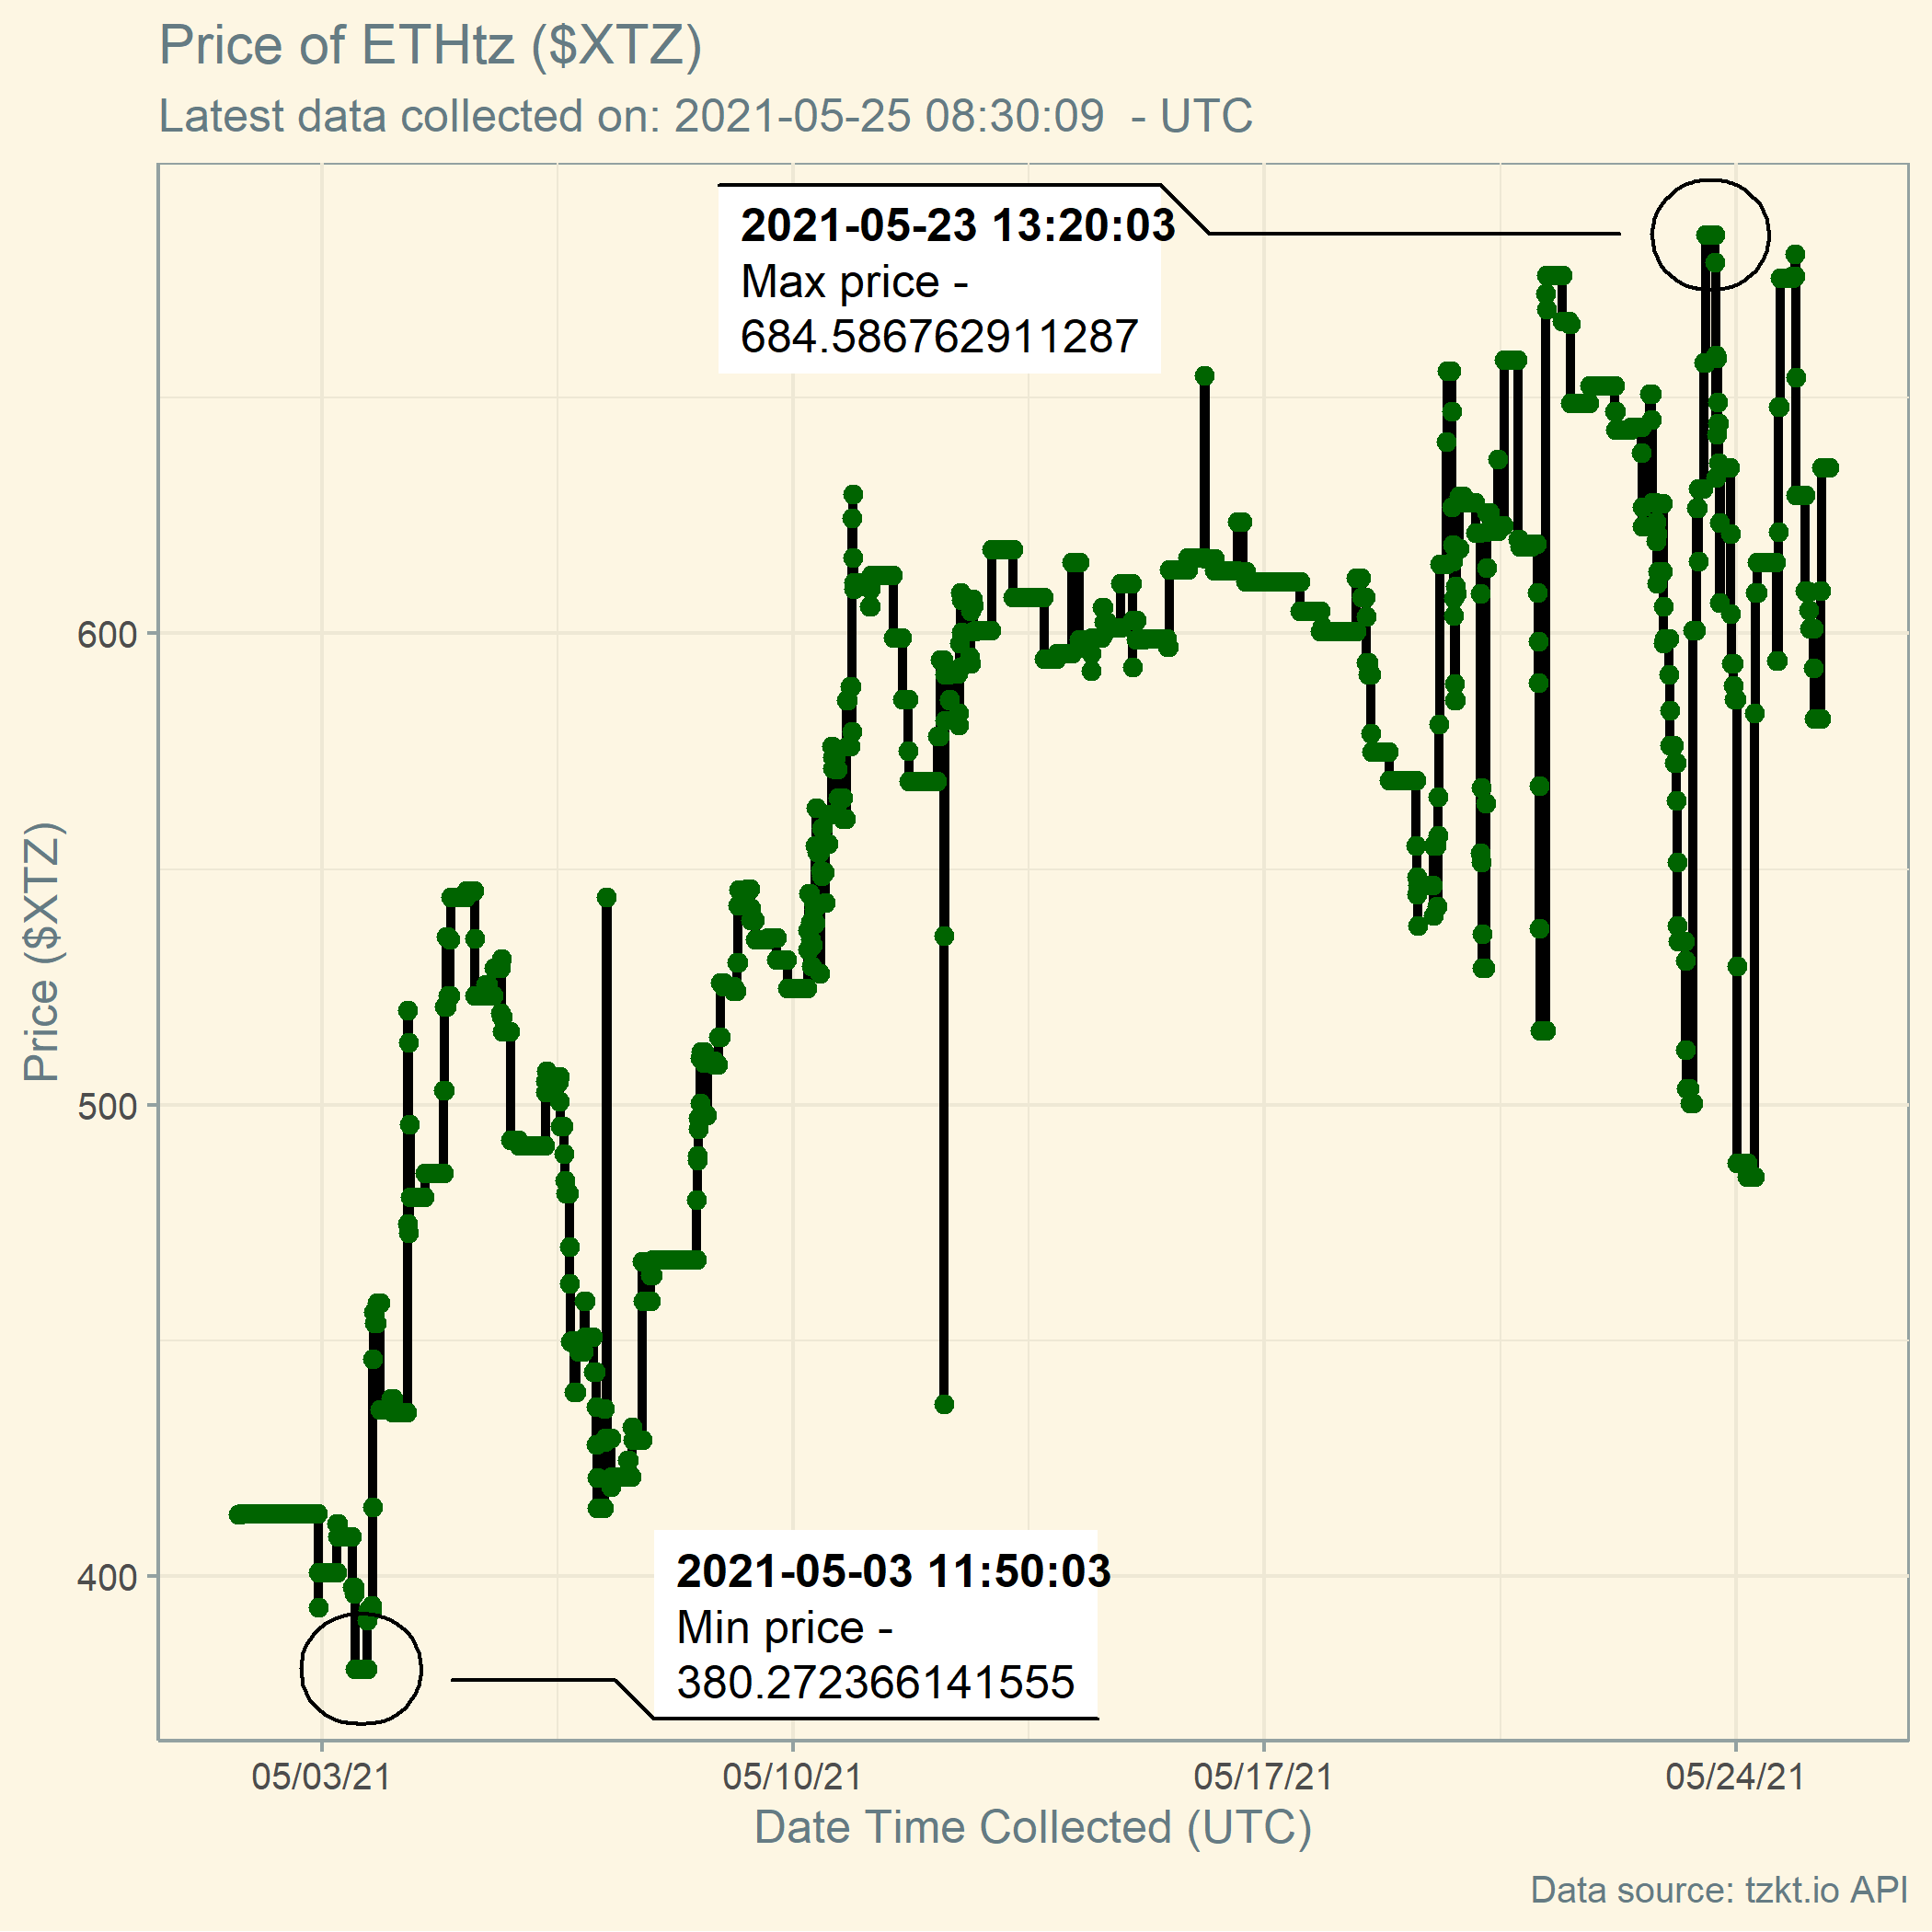 Price of ETHtz ($XTZ)
Latest data collected on: 2021-05-25 08:30:09  - UTC
2021-05-23 13:20:03
Max price -
684.586762911287
600
500
400
Price ($XTZ)
2021-05-03 11:50:03
Min price -
380.272366141555
05/03/21
05/10/21
05/17/21
05/24/21
Date Time Collected (UTC)
Data source: tzkt.io API